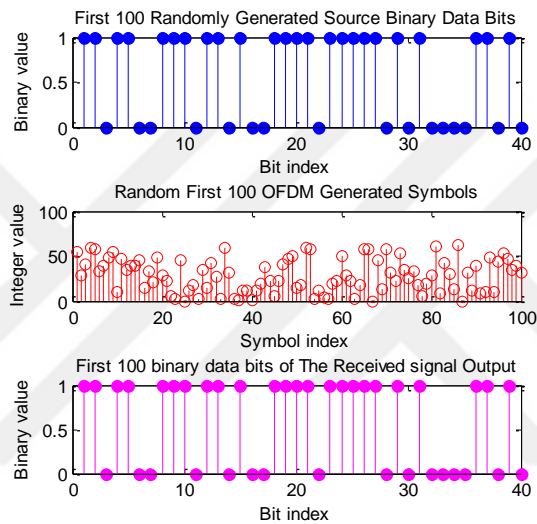 First 100 Randomly Generated Source Binary Data Bits
Binary value
1
0.5
0
0
10
20
30
40
Bit index
Random First 100 OFDM Generated Symbols
Integer value
100
50
0
0
20
40
60
80
100
Symbol index
First 100 binary data bits of The Received signal Output
Binary value
1
0.5
0
0
10
20
30
40
Bit index